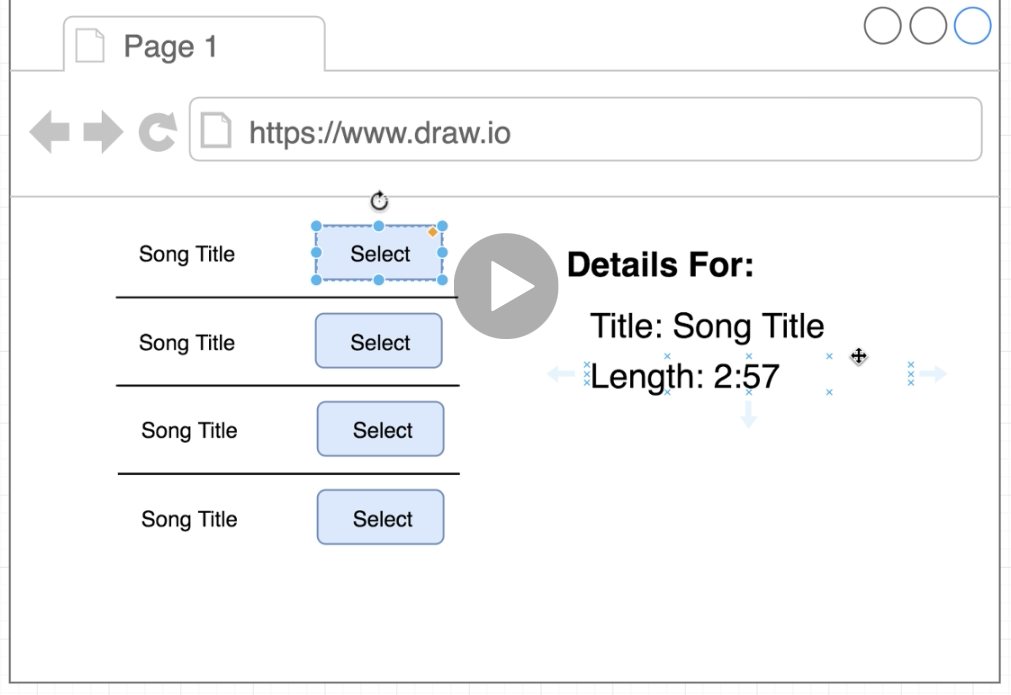 Page 1
https://www.draw.io
Song Title Select
Song Title Select
Song Title Select
Song Title Select
Details For:
Title: Song Title
Length: 2:57